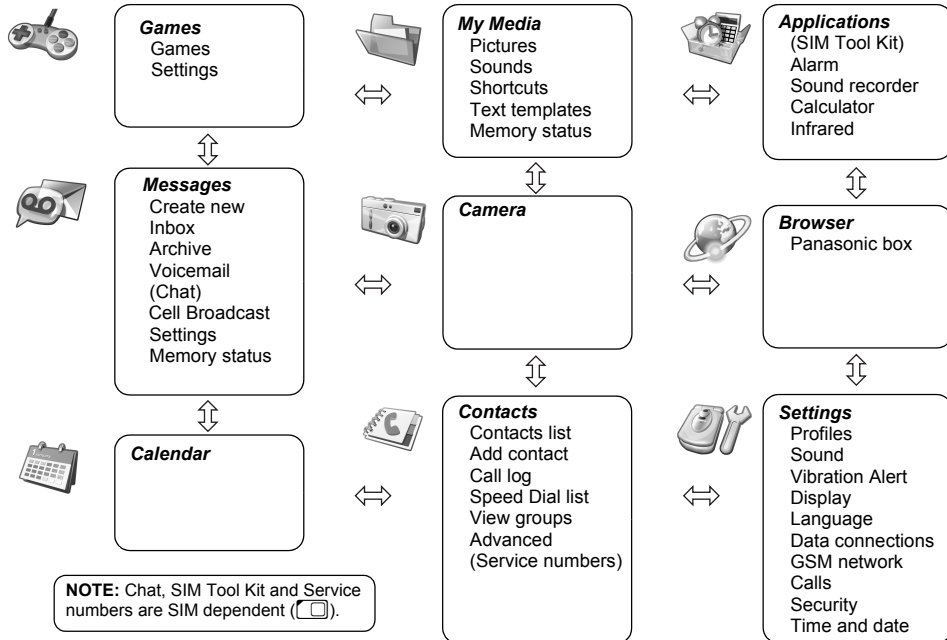 Games
Games
Settings
My Media
Pictures
Sounds
Shortcuts
Text templates
Memory status
Applications
(SIM Tool Kit)
Alarm
Sound recorder
Calculator
Infrared
Messages
Create new
Inbox
Archive
Voicemail
(Chat)
Cell Broadcast
Settings
Memory status
Camera
Browser
Panasonic box
Calendar
Contacts
Contacts list
Add contact
Call log
Speed Dial list
View groups
Advanced
(Service numbers)
Settings
Profiles
Sound
Vibration Alert
Display
Language
Data connections
GSM network
Calls
Security
Time and date
NOTE: Chat, SIM Tool Kit and Service
numbers are SIM dependent ( ).